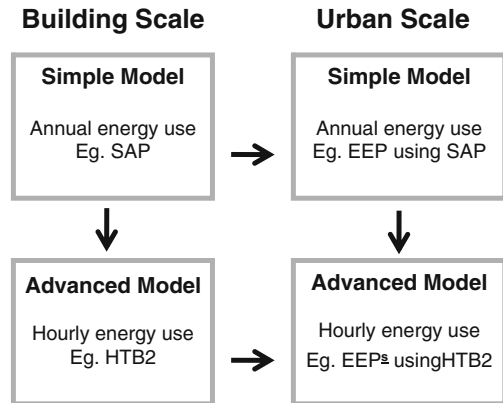 Building Scale
Urban Scale
Simple Model
Annual energy use
Eg. SAP
Simple Model
Annual energy use
Eg. EEP using SAP
Advanced Model
Hourly energy use
Eg. HTB2
Advanced Model
Hourly energy use
Eg. EEPˢ usingHTB2